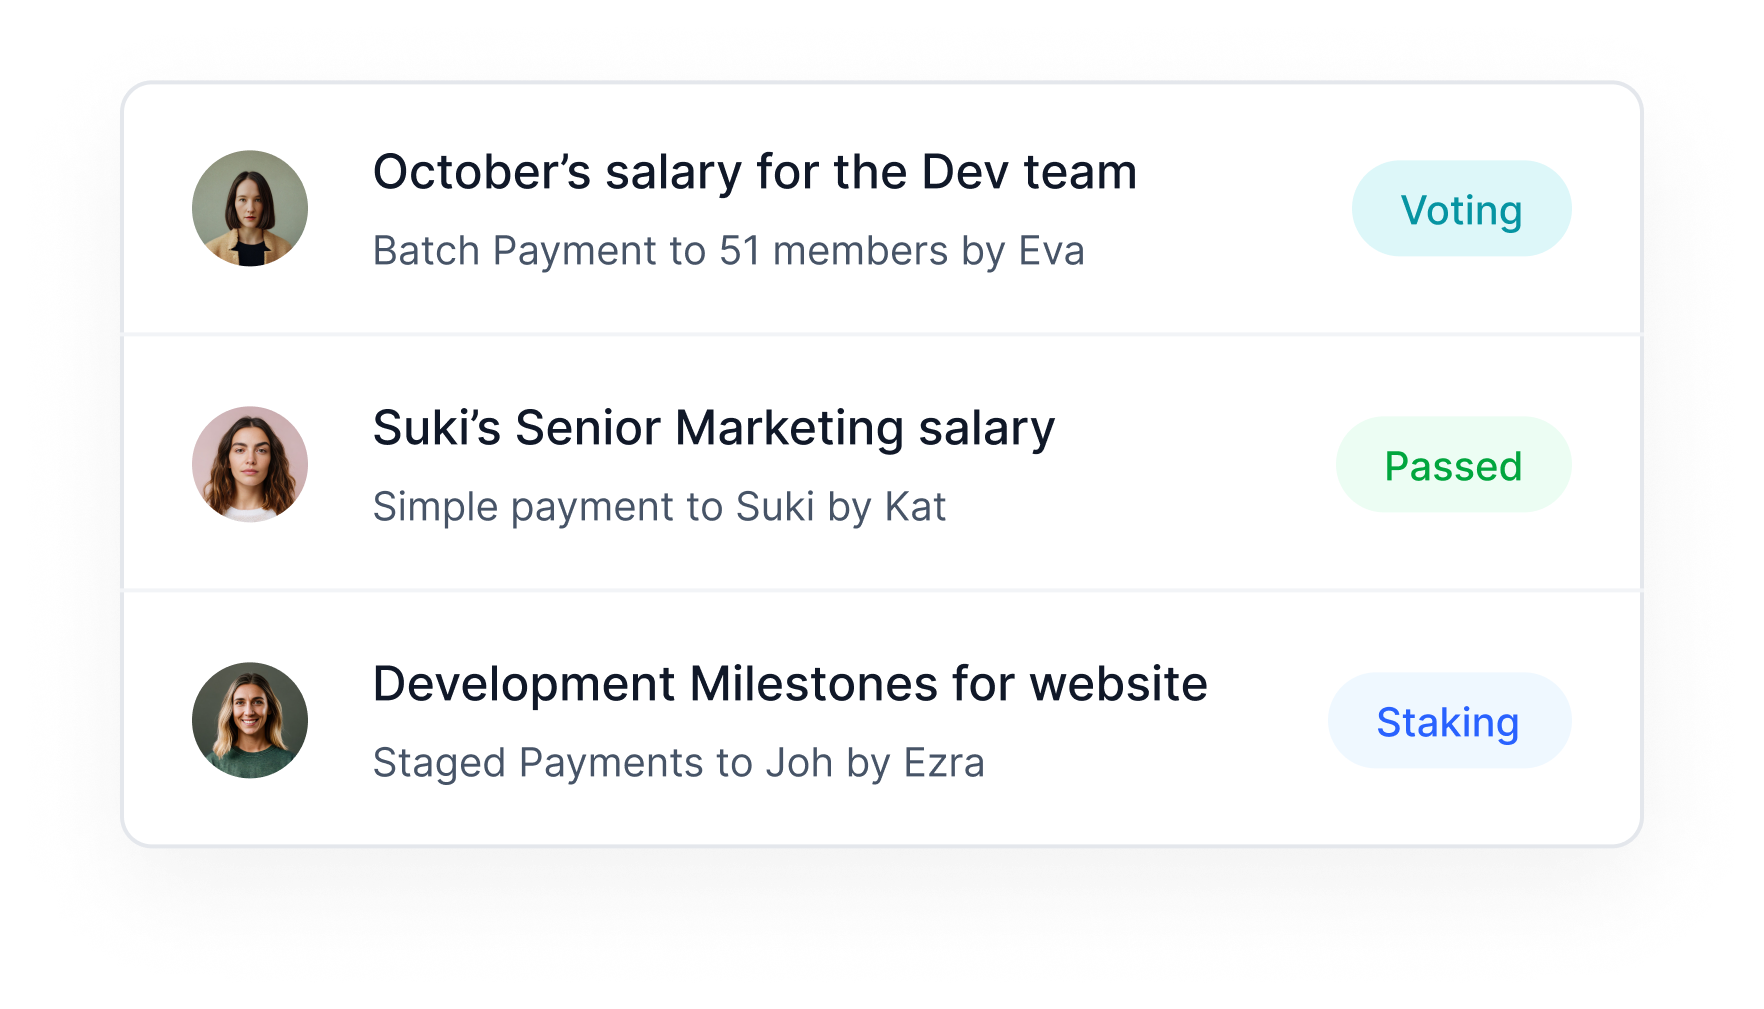 October’s salary for the Dev team
Batch Payment to 51 members by Eva
Voting
Suki’s Senior Marketing salary
Simple payment to Suki by Kat
Passed
Development Milestones for website
Staged Payments to Joh by Ezra
Staking